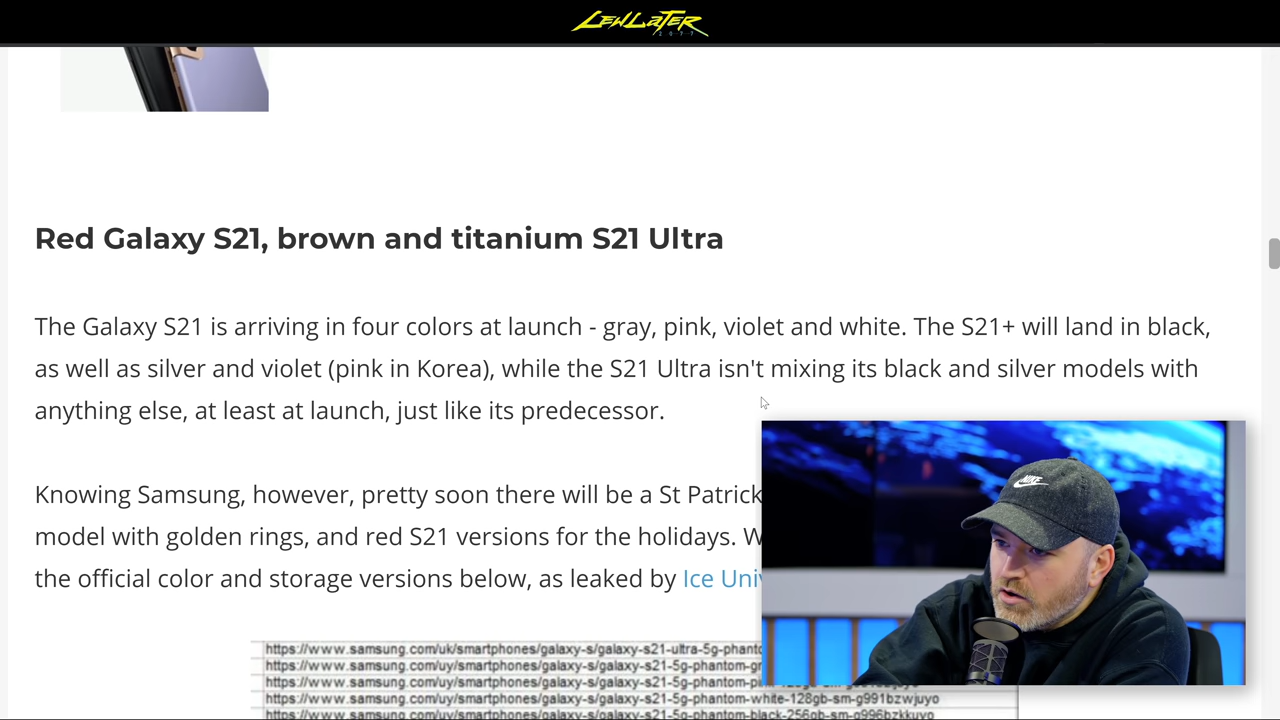 LEWLATER
2077
Red Galaxy S21, brown and titanium S21 Ultra
The Galaxy S21 is arriving in four colors at launch - gray, pink, violet and white. The S21+ will land in black,
as well as silver and violet (pink in Korea), while the S21 Ultra isn't mixing its black and silver models with
anything else, at least at launch, just like its predecessor.
Knowing Samsung, however, pretty soon there will be a St Patrick
model with golden rings, and red S21 versions for the holidays. W
the official color and storage versions below, as leaked by Ice Univ
NIKE
https://www.samsung.com/uk/smartphones/galaxy-s/galaxy-s21-ultra-5g-phanto
https://www.samsung.com/uy/smartphones/galaxy-s/galaxy-s21-5g-phantom-gr
https://www.samsung.com/uy/smartphones/galaxy-s/galaxy-s21-5g-phantom-pi
https://www.samsung.com/uy/smartphones/galaxy-s/galaxy-s21-5g-phantom-white-128gb-sm-g991bzwjuyo
https://www.samsung.com/uy/smartphones/galaxy-s/galaxy-s21-5g-phantom-black-256gb-sm-g996bzkkuyo